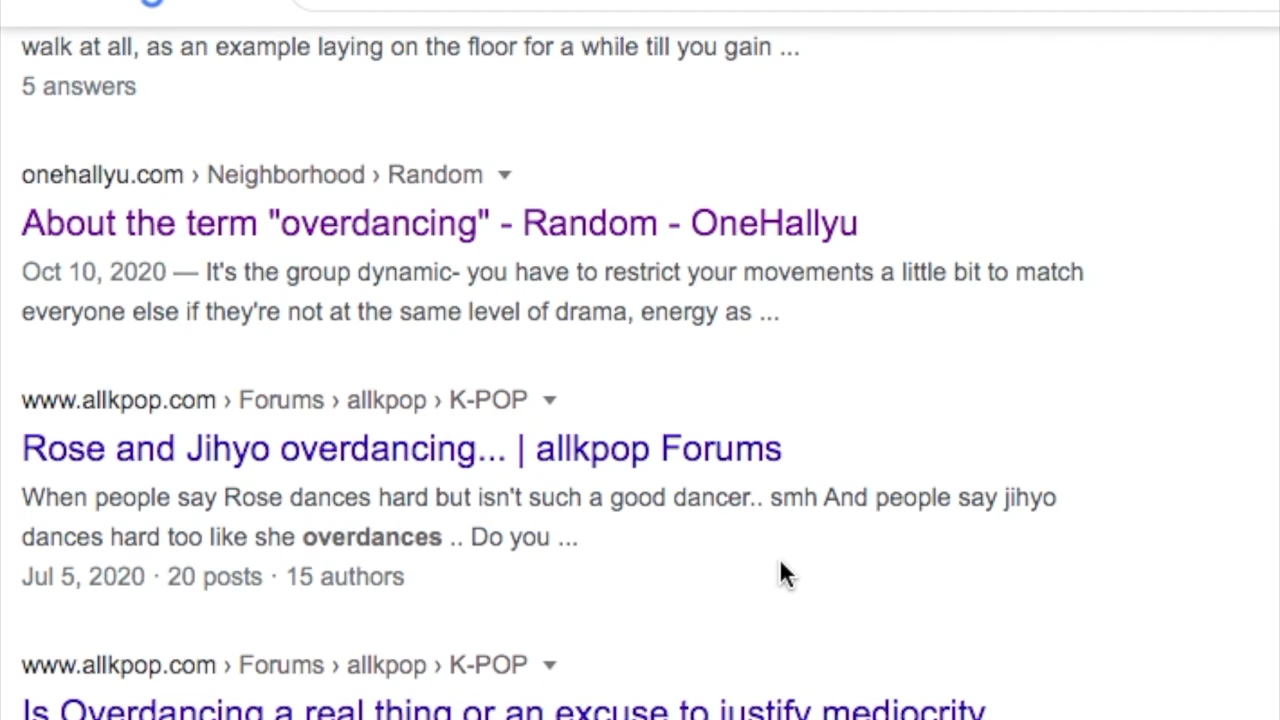 walk at all, as an example laying on the floor for a while till you gain ...
5 answers
onehallyu.com › Neighborhood › Random
About the term "overdancing" - Random - OneHallyu
Oct 10, 2020 — It's the group dynamic- you have to restrict your movements a little bit to match
everyone else if they're not at the same level of drama, energy as ...
www.allkpop.com › Forums › allkpop › K-POP
Rose and Jihyo overdancing... | allkpop Forums
When people say Rose dances hard but isn't such a good dancer.. smh And people say jihyo
dances hard too like she overdances .. Do you ...
Jul 5, 2020 · 20 posts · 15 authors
www.allkpop.com › Forums › allkpop › K-POP
Is Overdancing a real thing or an excuse to justify mediocrity